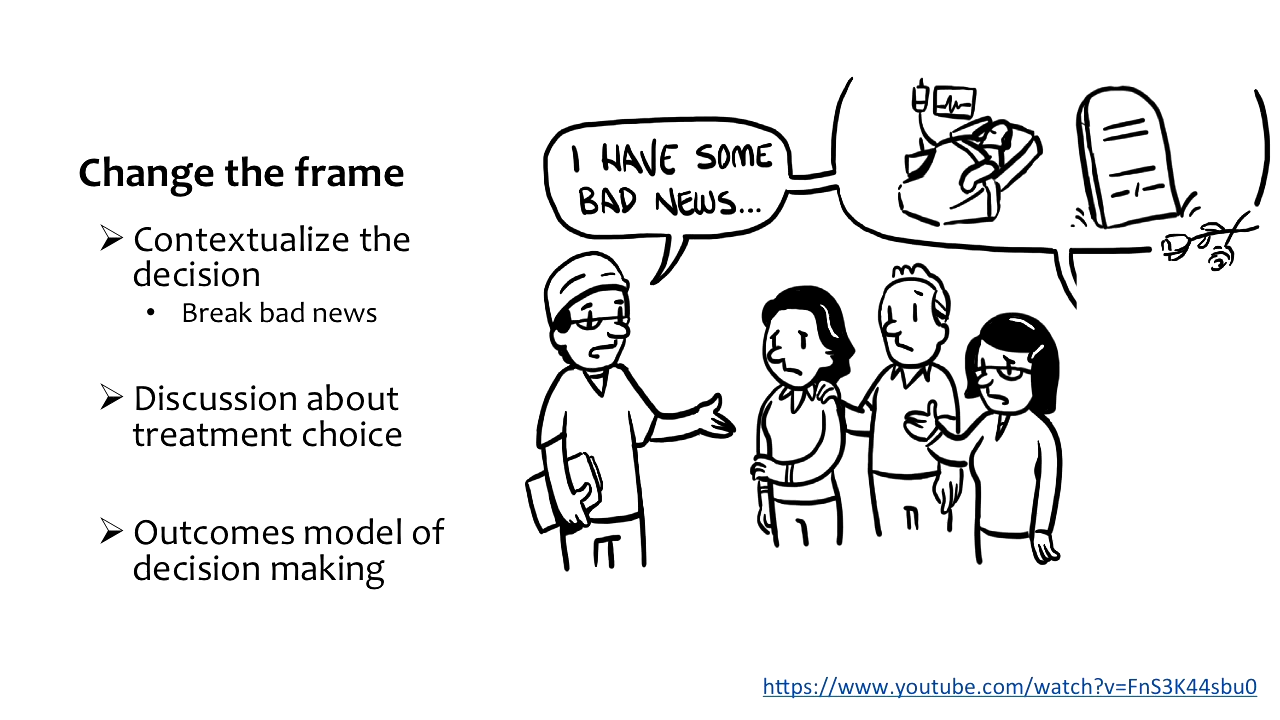 Change the frame
➢ Contextualize the
decision
• Break bad news
➢ Discussion about
treatment choice
➢ Outcomes model of
decision making
I HAVE SOME
BAD NEWS...
https://www.youtube.com/watch?v=FnS3K44sbu0